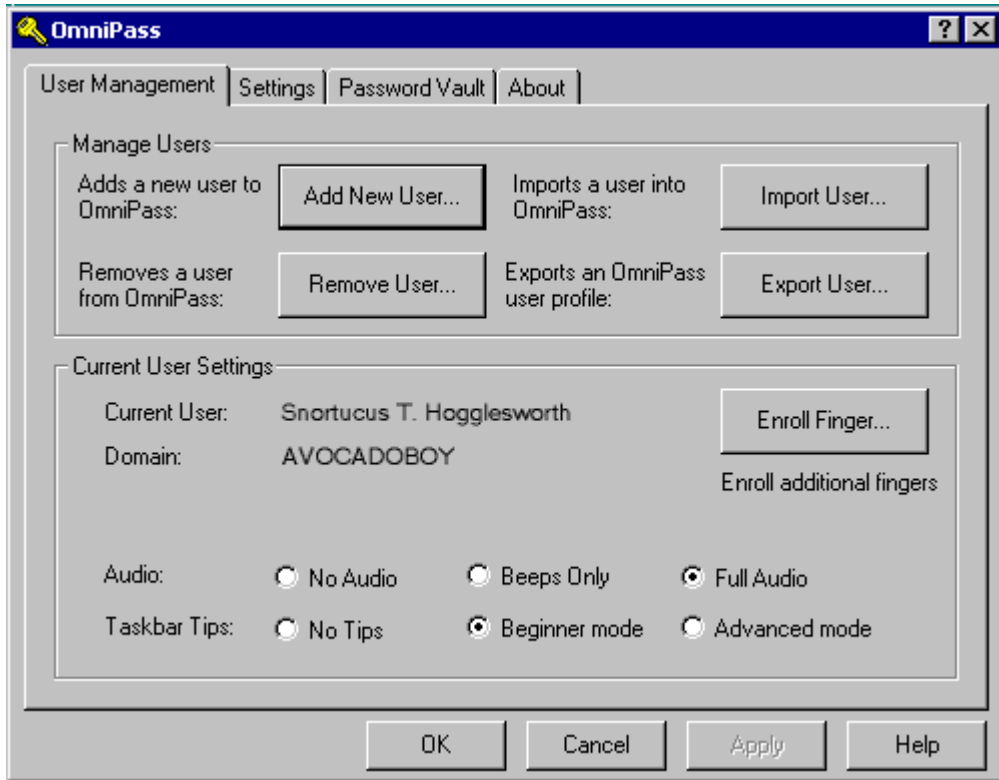 OmniPass
User Management Settings Password Vault About
Manage Users
Adds a new user to
OmniPass:
Add New User...
Imports a user into
OmniPass:
Import User...
Removes a user
from OmniPass:
Remove User...
Exports an OmniPass
user profile:
Export User...
Current User Settings
Current User: Snortucus T. Hogglesworth
Enroll Finger...
Domain: AVOCADOBOY
Enroll additional fingers
Audio: No Audio Beeps Only Full Audio
Taskbar Tips: No Tips Beginner mode Advanced mode
OK Cancel Apply Help